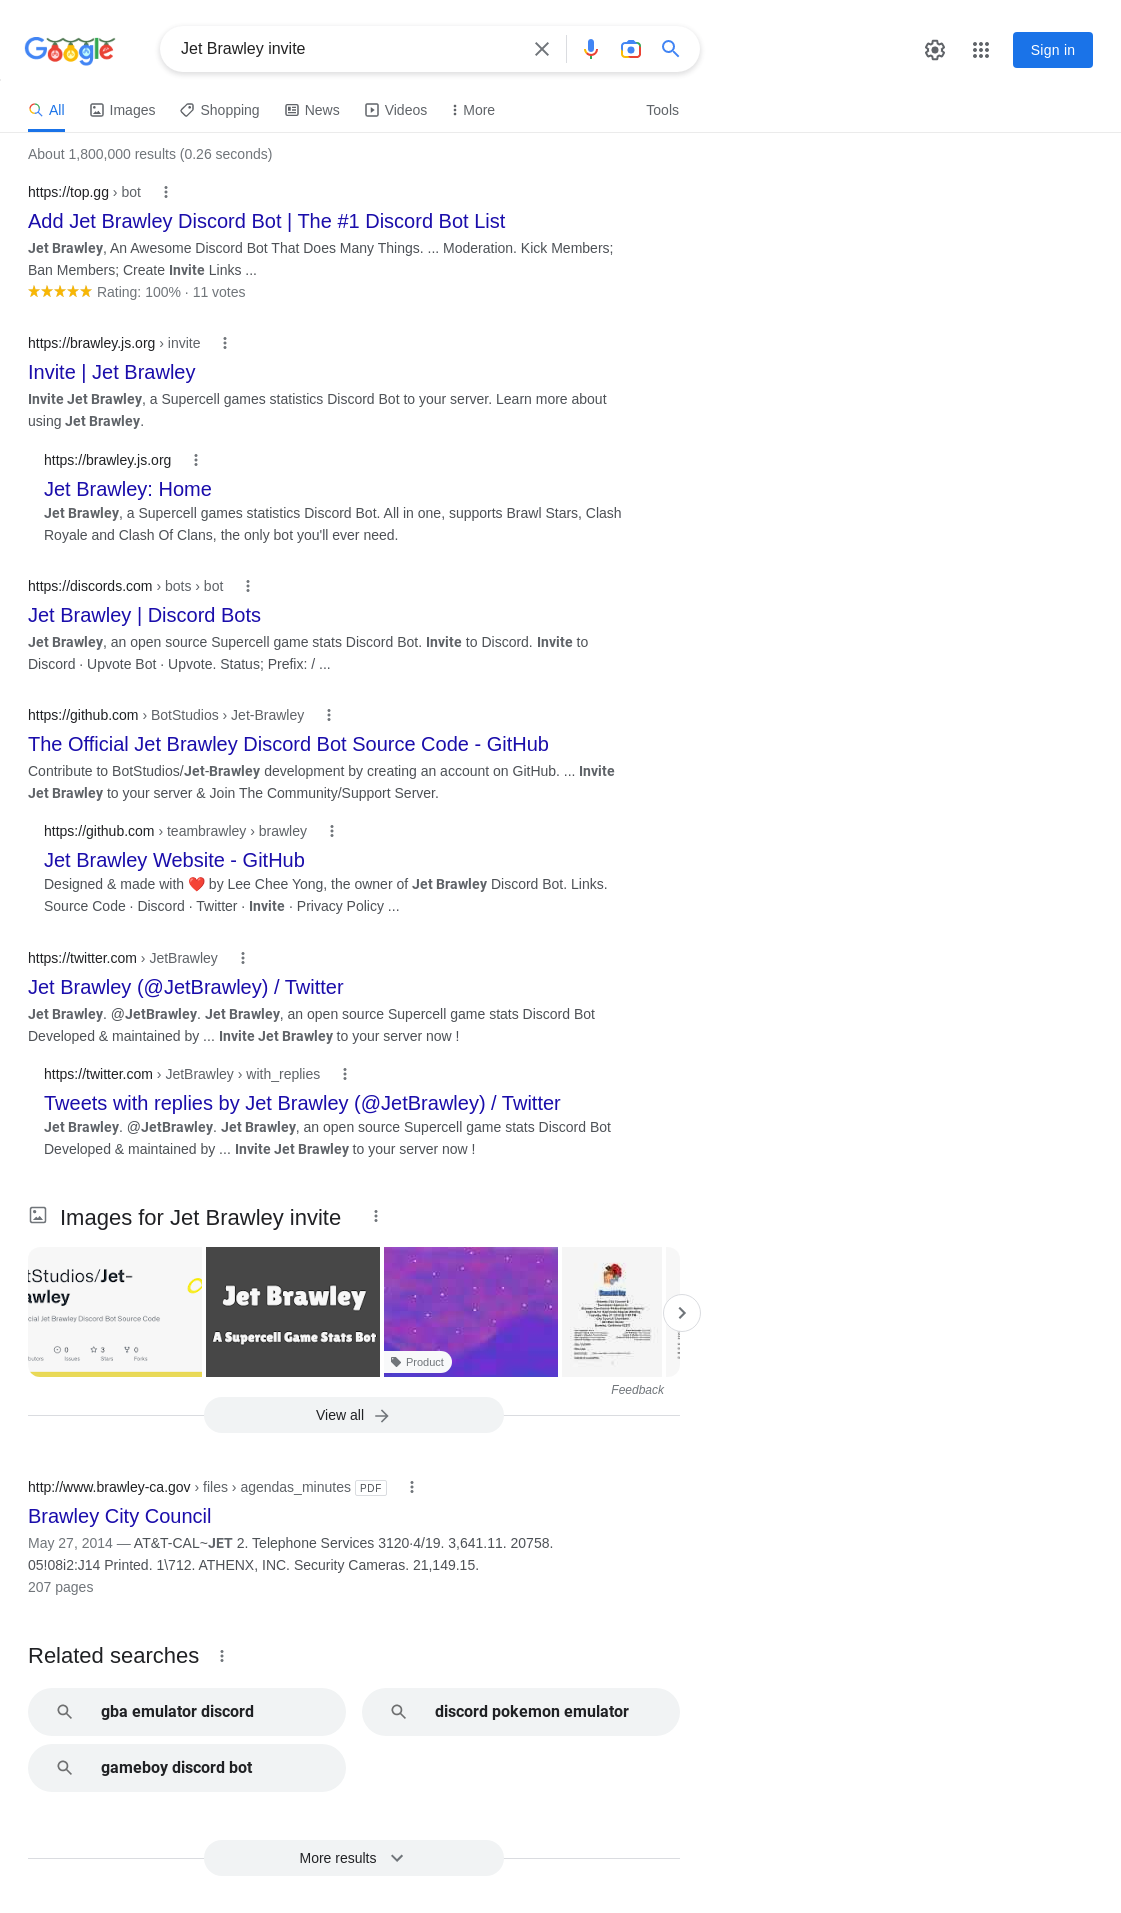 Google
Jet Brawley invite
Sign in
All
Images
Shopping
News
Videos
More
Tools
About 1,800,000 results (0.26 seconds)
https://top.gg › bot
Add Jet Brawley Discord Bot | The #1 Discord Bot List
Jet Brawley, An Awesome Discord Bot That Does Many Things. ... Moderation. Kick Members;
Ban Members; Create Invite Links ...
Rating: 100% · 11 votes
https://brawley.js.org › invite
Invite | Jet Brawley
Invite Jet Brawley, a Supercell games statistics Discord Bot to your server. Learn more about
using Jet Brawley.
https://brawley.js.org
Jet Brawley: Home
Jet Brawley, a Supercell games statistics Discord Bot. All in one, supports Brawl Stars, Clash
Royale and Clash Of Clans, the only bot you'll ever need.
https://discords.com › bots › bot
Jet Brawley | Discord Bots
Jet Brawley, an open source Supercell game stats Discord Bot. Invite to Discord. Invite to
Discord · Upvote Bot · Upvote. Status; Prefix: / ...
https://github.com › BotStudios › Jet-Brawley
The Official Jet Brawley Discord Bot Source Code - GitHub
Contribute to BotStudios/Jet-Brawley development by creating an account on GitHub. ... Invite
Jet Brawley to your server & Join The Community/Support Server.
https://github.com › teambrawley › brawley
Jet Brawley Website - GitHub
Designed & made with ❤️ by Lee Chee Yong, the owner of Jet Brawley Discord Bot. Links.
Source Code · Discord · Twitter · Invite · Privacy Policy ...
https://twitter.com › JetBrawley
Jet Brawley (@JetBrawley) / Twitter
Jet Brawley. @JetBrawley. Jet Brawley, an open source Supercell game stats Discord Bot
Developed & maintained by ... Invite Jet Brawley to your server now !
https://twitter.com › JetBrawley › with_replies
Tweets with replies by Jet Brawley (@JetBrawley) / Twitter
Jet Brawley. @JetBrawley. Jet Brawley, an open source Supercell game stats Discord Bot
Developed & maintained by ... Invite Jet Brawley to your server now !
Images for Jet Brawley invite
tStudios/Jet-
awley
cial Jet Brawley Discord Bot Source Code
0 3 0
Issues Stars Forks
Jet Brawley
A Supercell Game Stats Bot
Product
Feedback
View all
http://www.brawley-ca.gov › files › agendas_minutes PDF
Brawley City Council
May 27, 2014 — AT&T-CAL~JET 2. Telephone Services 3120·4/19. 3,641.11. 20758.
05!08i2:J14 Printed. 1\712. ATHENX, INC. Security Cameras. 21,149.15.
207 pages
Related searches
gba emulator discord
discord pokemon emulator
gameboy discord bot
More results